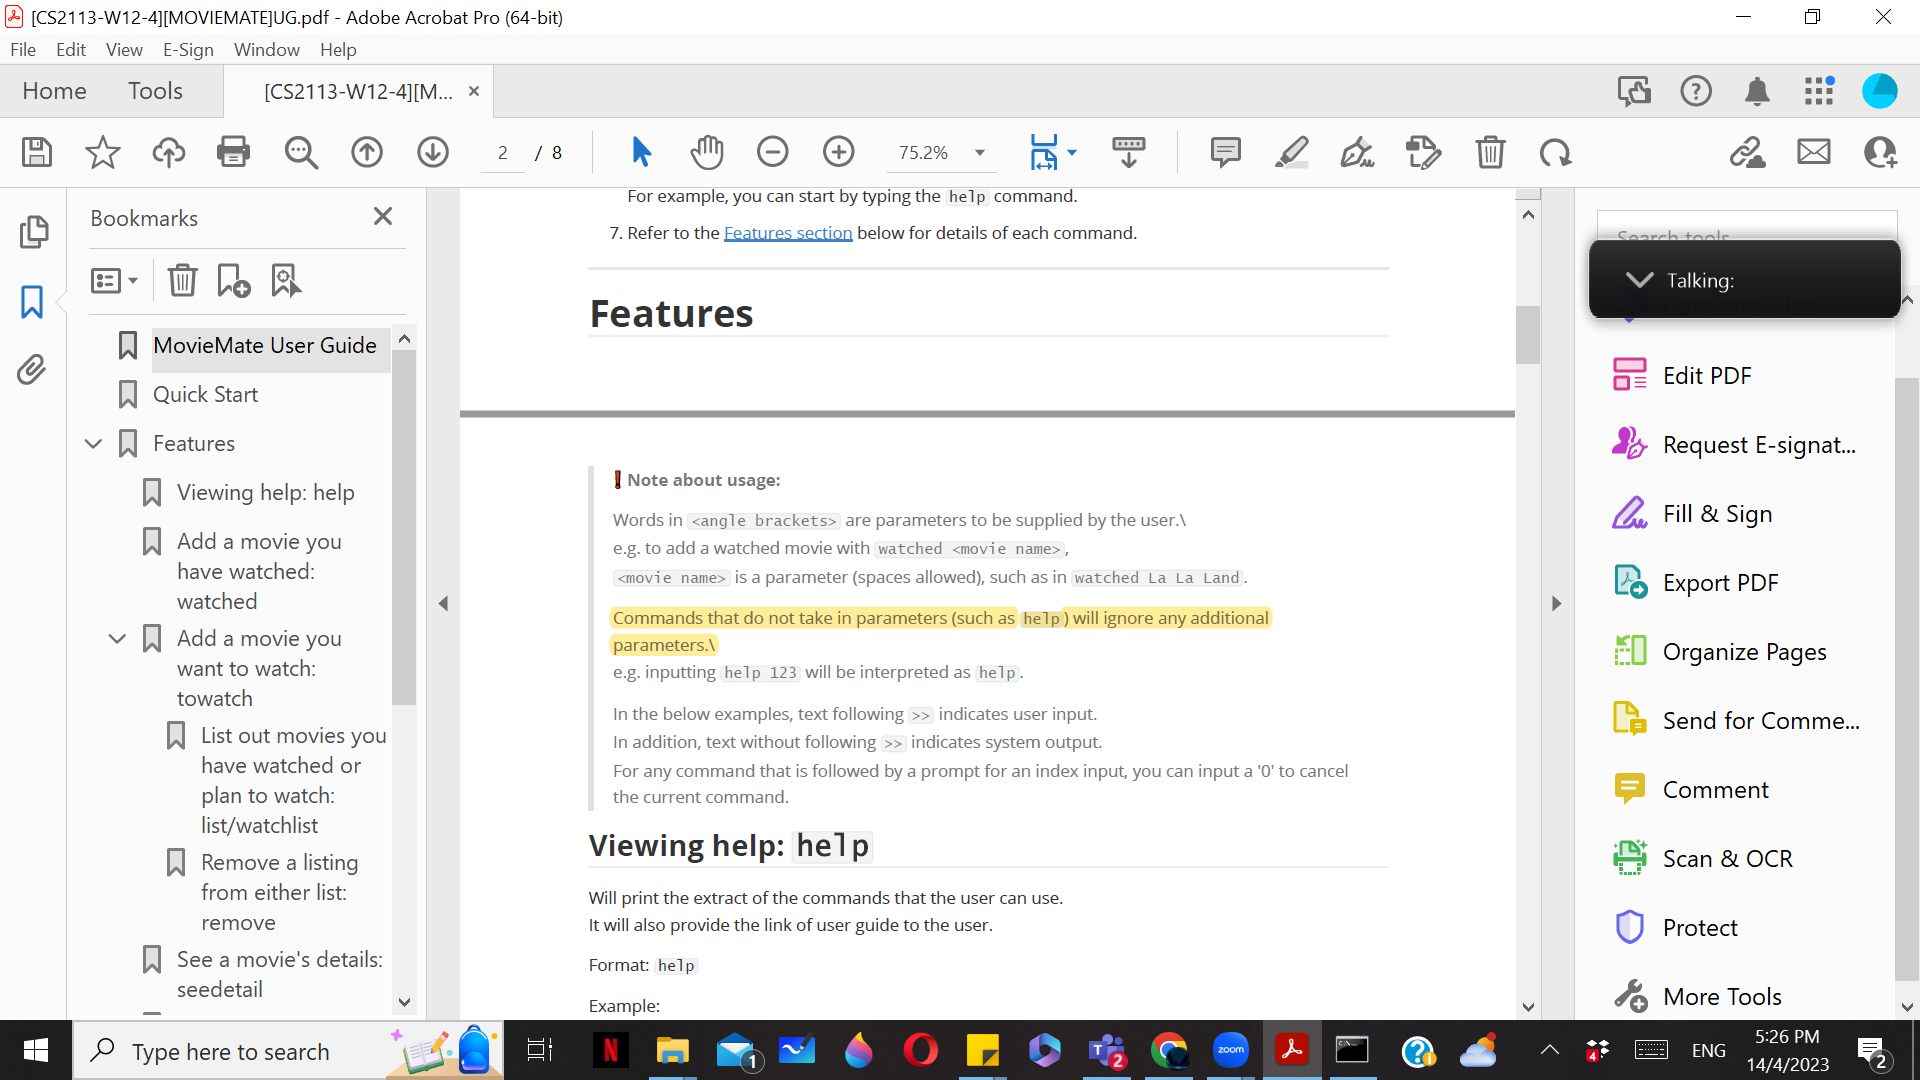 [CS2113-W12-4][MOVIEMATE]UG.pdf - Adobe Acrobat Pro (64-bit)
File Edit View E-Sign Window Help
Home Tools [CS2113-W12-4][M... ×
2 / 8 75.2%
Bookmarks
MovieMate User Guide
Quick Start
Features
Viewing help: help
Add a movie you
have watched:
watched
Add a movie you
want to watch:
towatch
List out movies you
have watched or
plan to watch:
list/watchlist
Remove a listing
from either list:
remove
See a movie's details:
seedetail
For example, you can start by typing the help command.
7. Refer to the Features section below for details of each command.
Features
❗Note about usage:
Words in <angle brackets> are parameters to be supplied by the user.\
e.g. to add a watched movie with watched <movie name>,
<movie name> is a parameter (spaces allowed), such as in watched La La Land.
Commands that do not take in parameters (such as help) will ignore any additional
parameters.\
e.g. inputting help 123 will be interpreted as help.
In the below examples, text following >> indicates user input.
In addition, text without following >> indicates system output.
For any command that is followed by a prompt for an index input, you can input a '0' to cancel
the current command.
Viewing help: help
Will print the extract of the commands that the user can use.
It will also provide the link of user guide to the user.
Format: help
Example:
Search tools
Talking:
Edit PDF
Request E-signat...
Fill & Sign
Export PDF
Organize Pages
Send for Comme...
Comment
Scan & OCR
Protect
More Tools
Type here to search
N
1
2
zoom
4
ENG
5:26 PM
14/4/2023
2